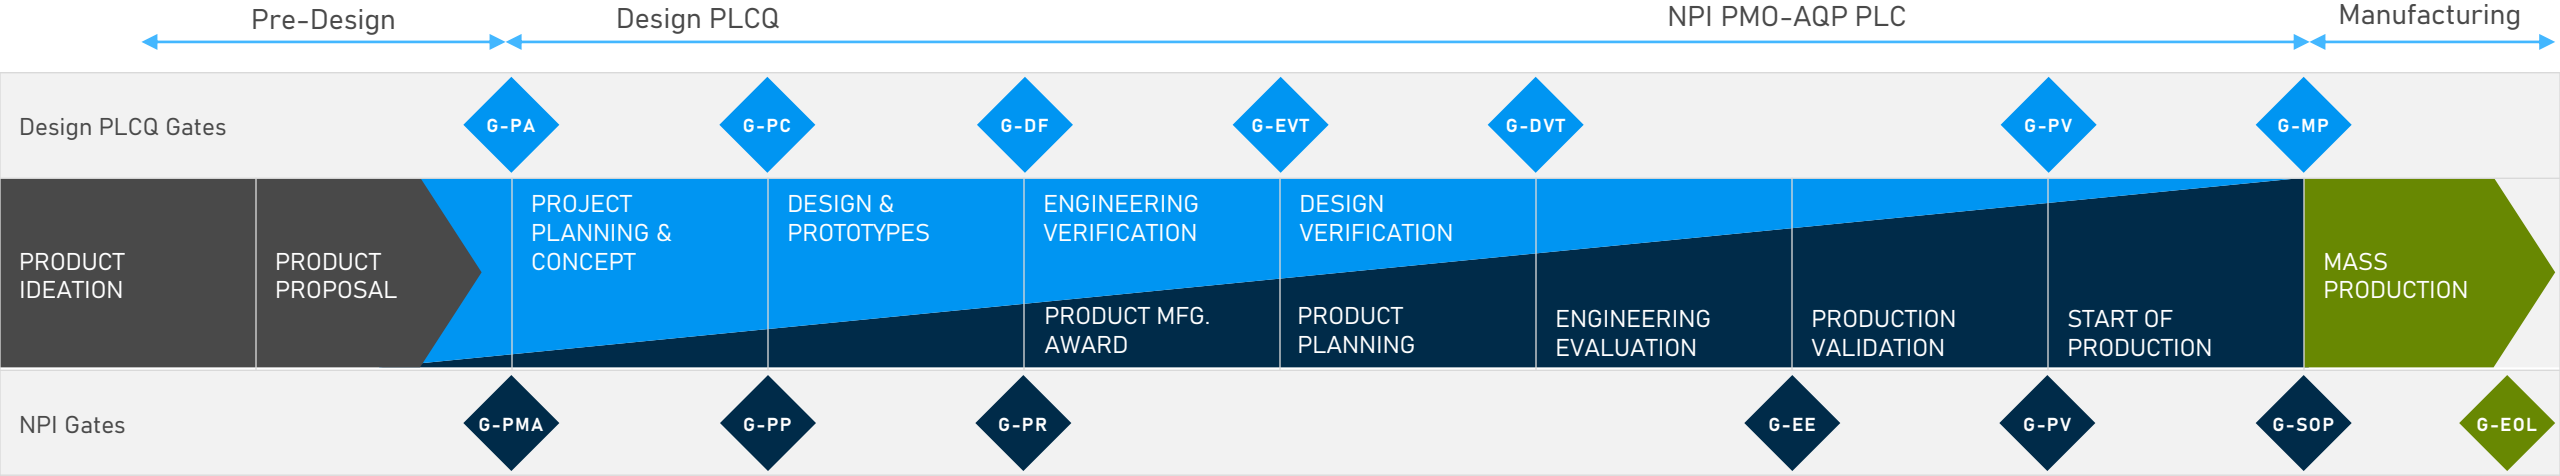 Pre-Design
Design PLCQ
NPI PMO-AQP PLC
Manufacturing
Design PLCQ Gates
G-PA
G-PC
G-DF
G-EVT
G-DVT
G-PV
G-MP
PRODUCT
IDEATION
PRODUCT
PROPOSAL
PROJECT
PLANNING &
CONCEPT
DESIGN &
PROTOTYPES
ENGINEERING
VERIFICATION
DESIGN
VERIFICATION
PRODUCT MFG.
AWARD
PRODUCT
PLANNING
ENGINEERING
EVALUATION
PRODUCTION
VALIDATION
START OF
PRODUCTION
MASS
PRODUCTION
NPI Gates
G-PMA
G-PP
G-PR
G-EE
G-PV
G-SOP
G-EOL